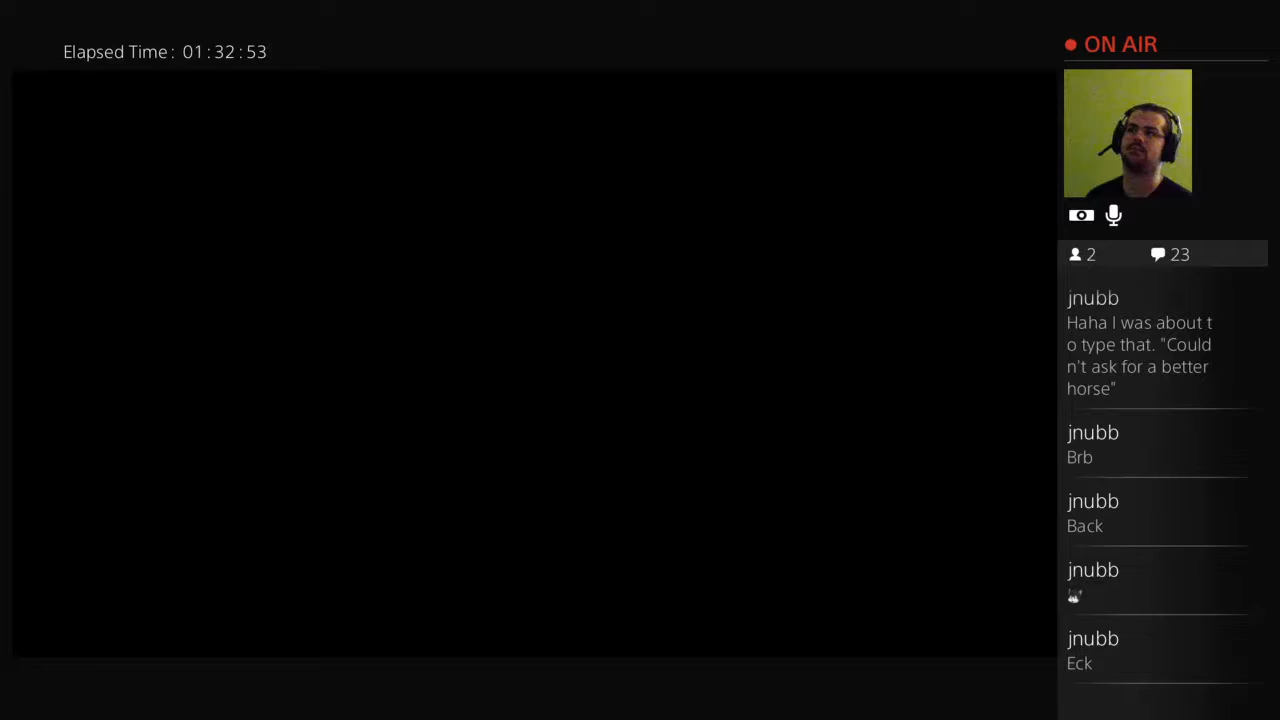 Elapsed Time: 01:32:53
ON AIR
2 23
jnubb
Haha I was about t
o type that. "Could
n't ask for a better
horse"
jnubb
Brb
jnubb
Back
jnubb
jnubb
Eck